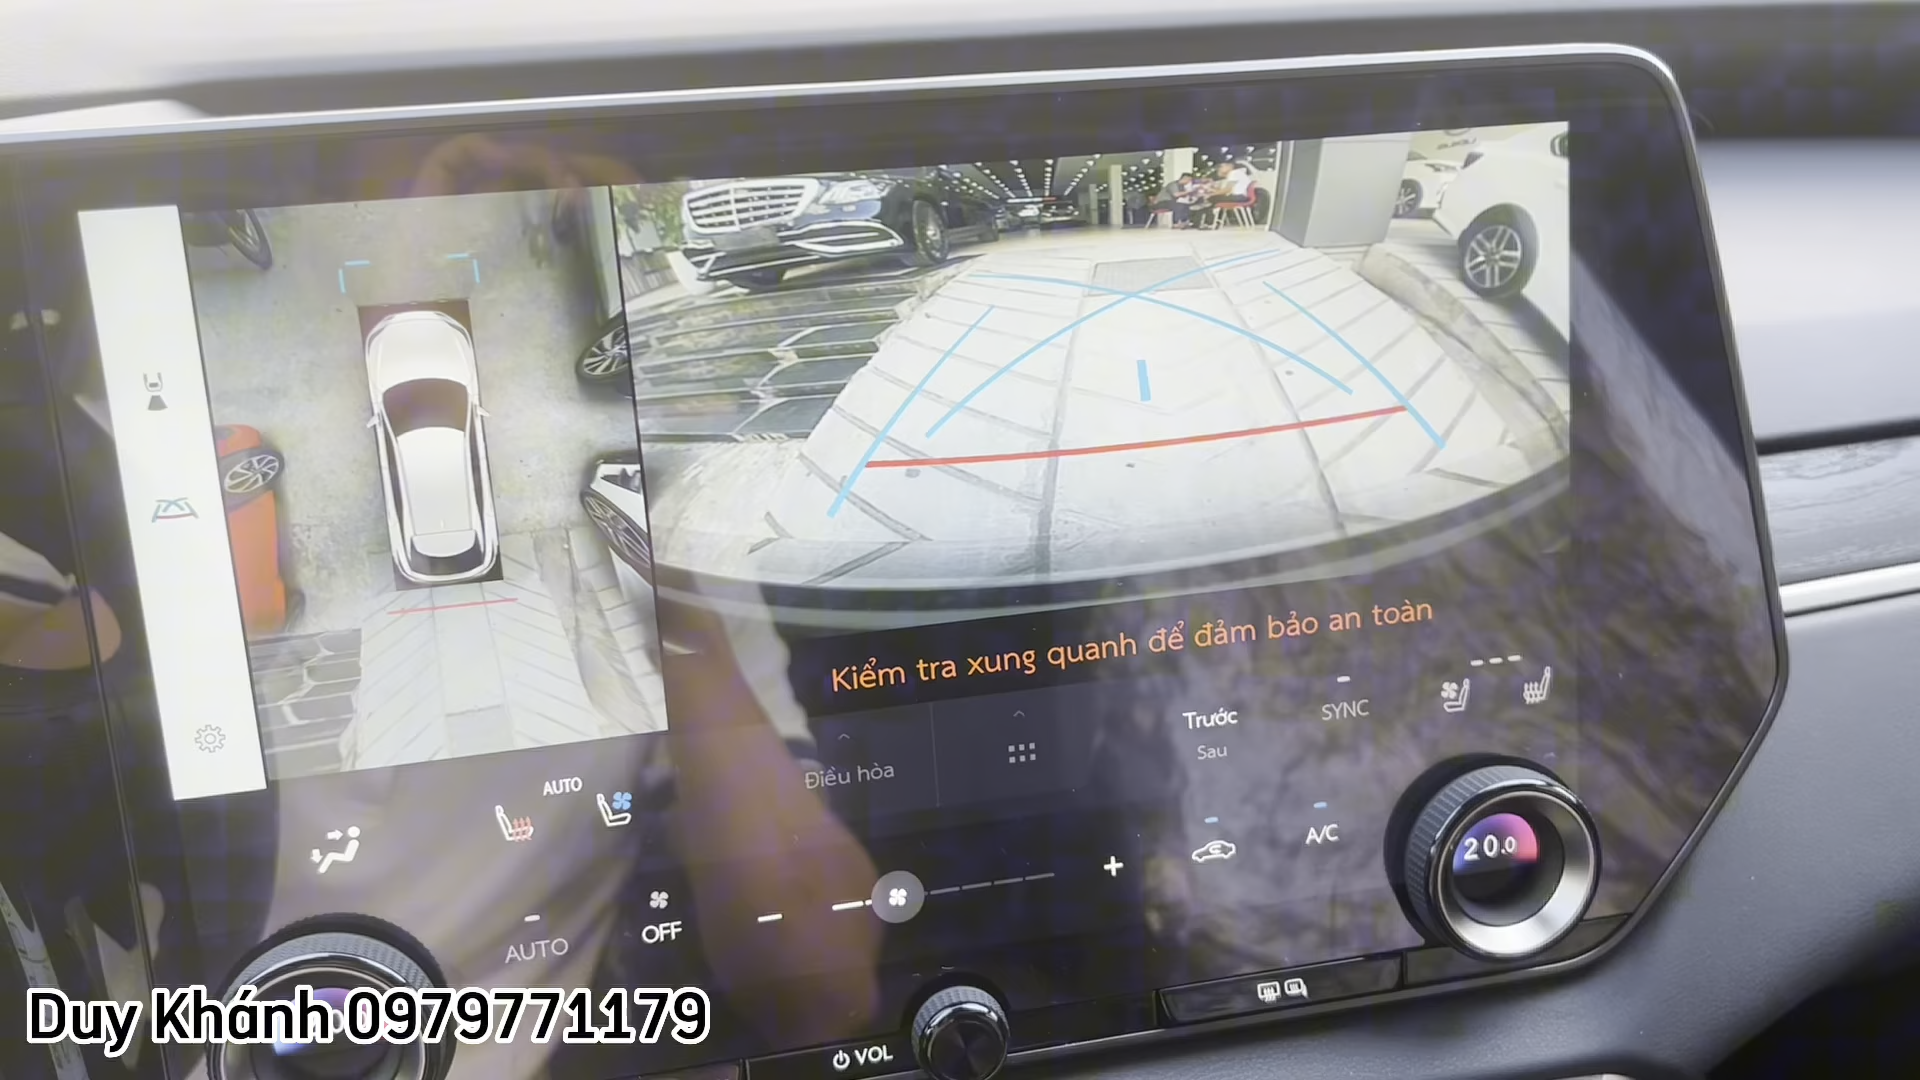 Kiểm tra xung quanh để đảm bảo an toàn
Trước
Sau
SYNC
Điều hòa
AUTO
A/C
20.0
AUTO
OFF
VOL
Duy Khánh 0979771179